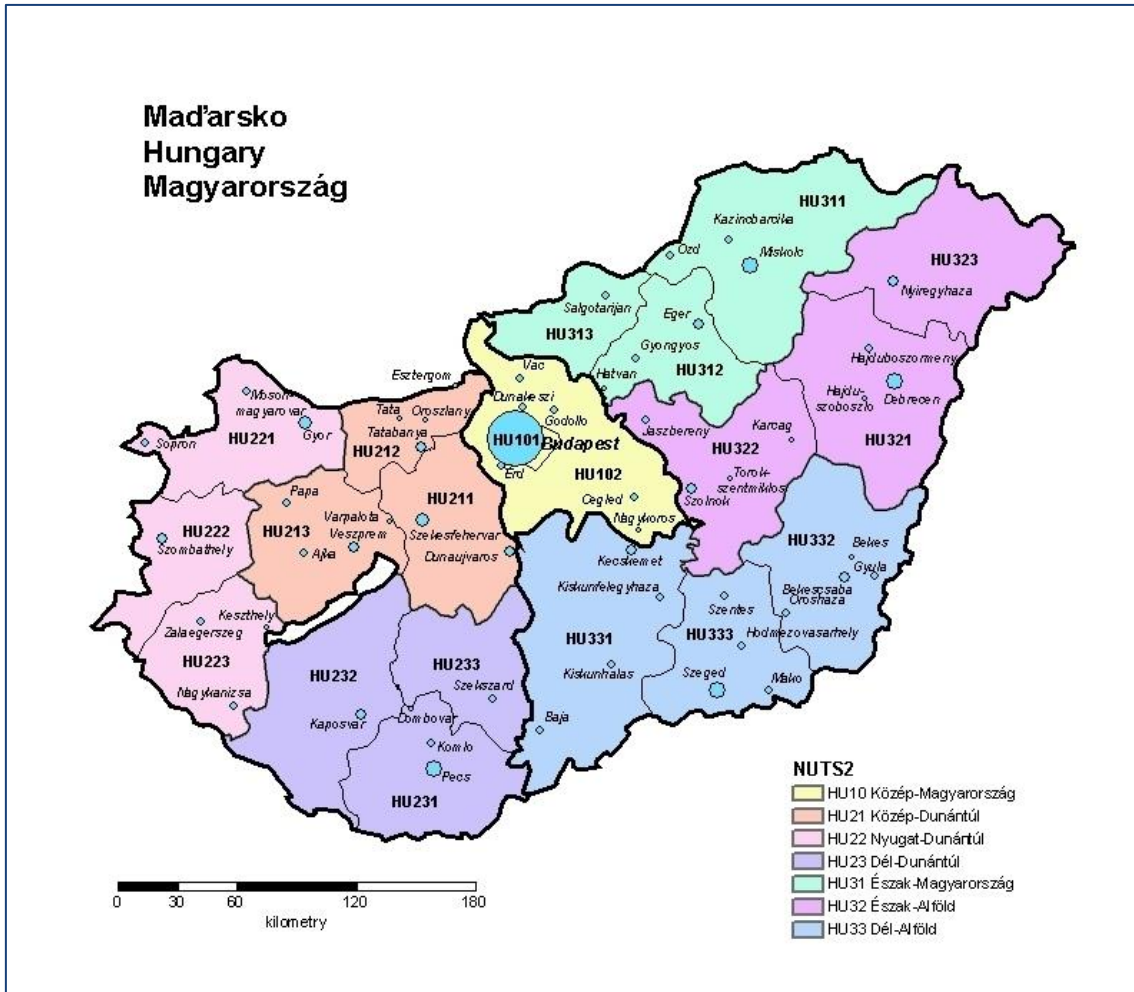 Maďarsko
Hungary
Magyarország
HU311
Kazincbarcika
Ozd
Miskolc
HU323
Nyiregyhaza
Salgotarijan
Eger
HU313
Gyongyos
Hajduboszormeny
Vac
HU312
Hatvan
Esztergom
Hajdu-
szoboszlo
Debrecen
Moson-
magyarovar
Tata
Oroszlany
Dunakeszi
Godollo
Jaszbereny
Karcag
Gyor
Tatabanya
HU101
Budapest
HU322
HU321
Sopron
HU221
HU212
Erd
HU102
Torok-
szentmiklos
Papa
HU211
Cegled
Szolnok
HU222
HU213
Varpalota
Szekesfehervar
Nagykoros
HU332
Szombathely
Veszprem
Ajka
Dunaujvaros
Kecskemet
Bekes
Gyula
Kiskunfelegyhaza
Bekescsaba
Oroshaza
Szentes
Keszthely
Zalaegerszeg
HU331
HU333
Hodmezovasarhely
HU223
HU232
HU233
Kiskunhalas
Szeged
Mako
Nagykanizsa
Szekszard
Kaposvar
Dombovar
Baja
Komlo
Pecs
HU231
NUTS2
HU10 Közép-Magyarország
HU21 Közép-Dunántúl
HU22 Nyugat-Dunántúl
HU23 Dél-Dunántúl
HU31 Észak-Magyarország
HU32 Észak-Alföld
HU33 Dél-Alföld
0 30 60 120 180
kilometry